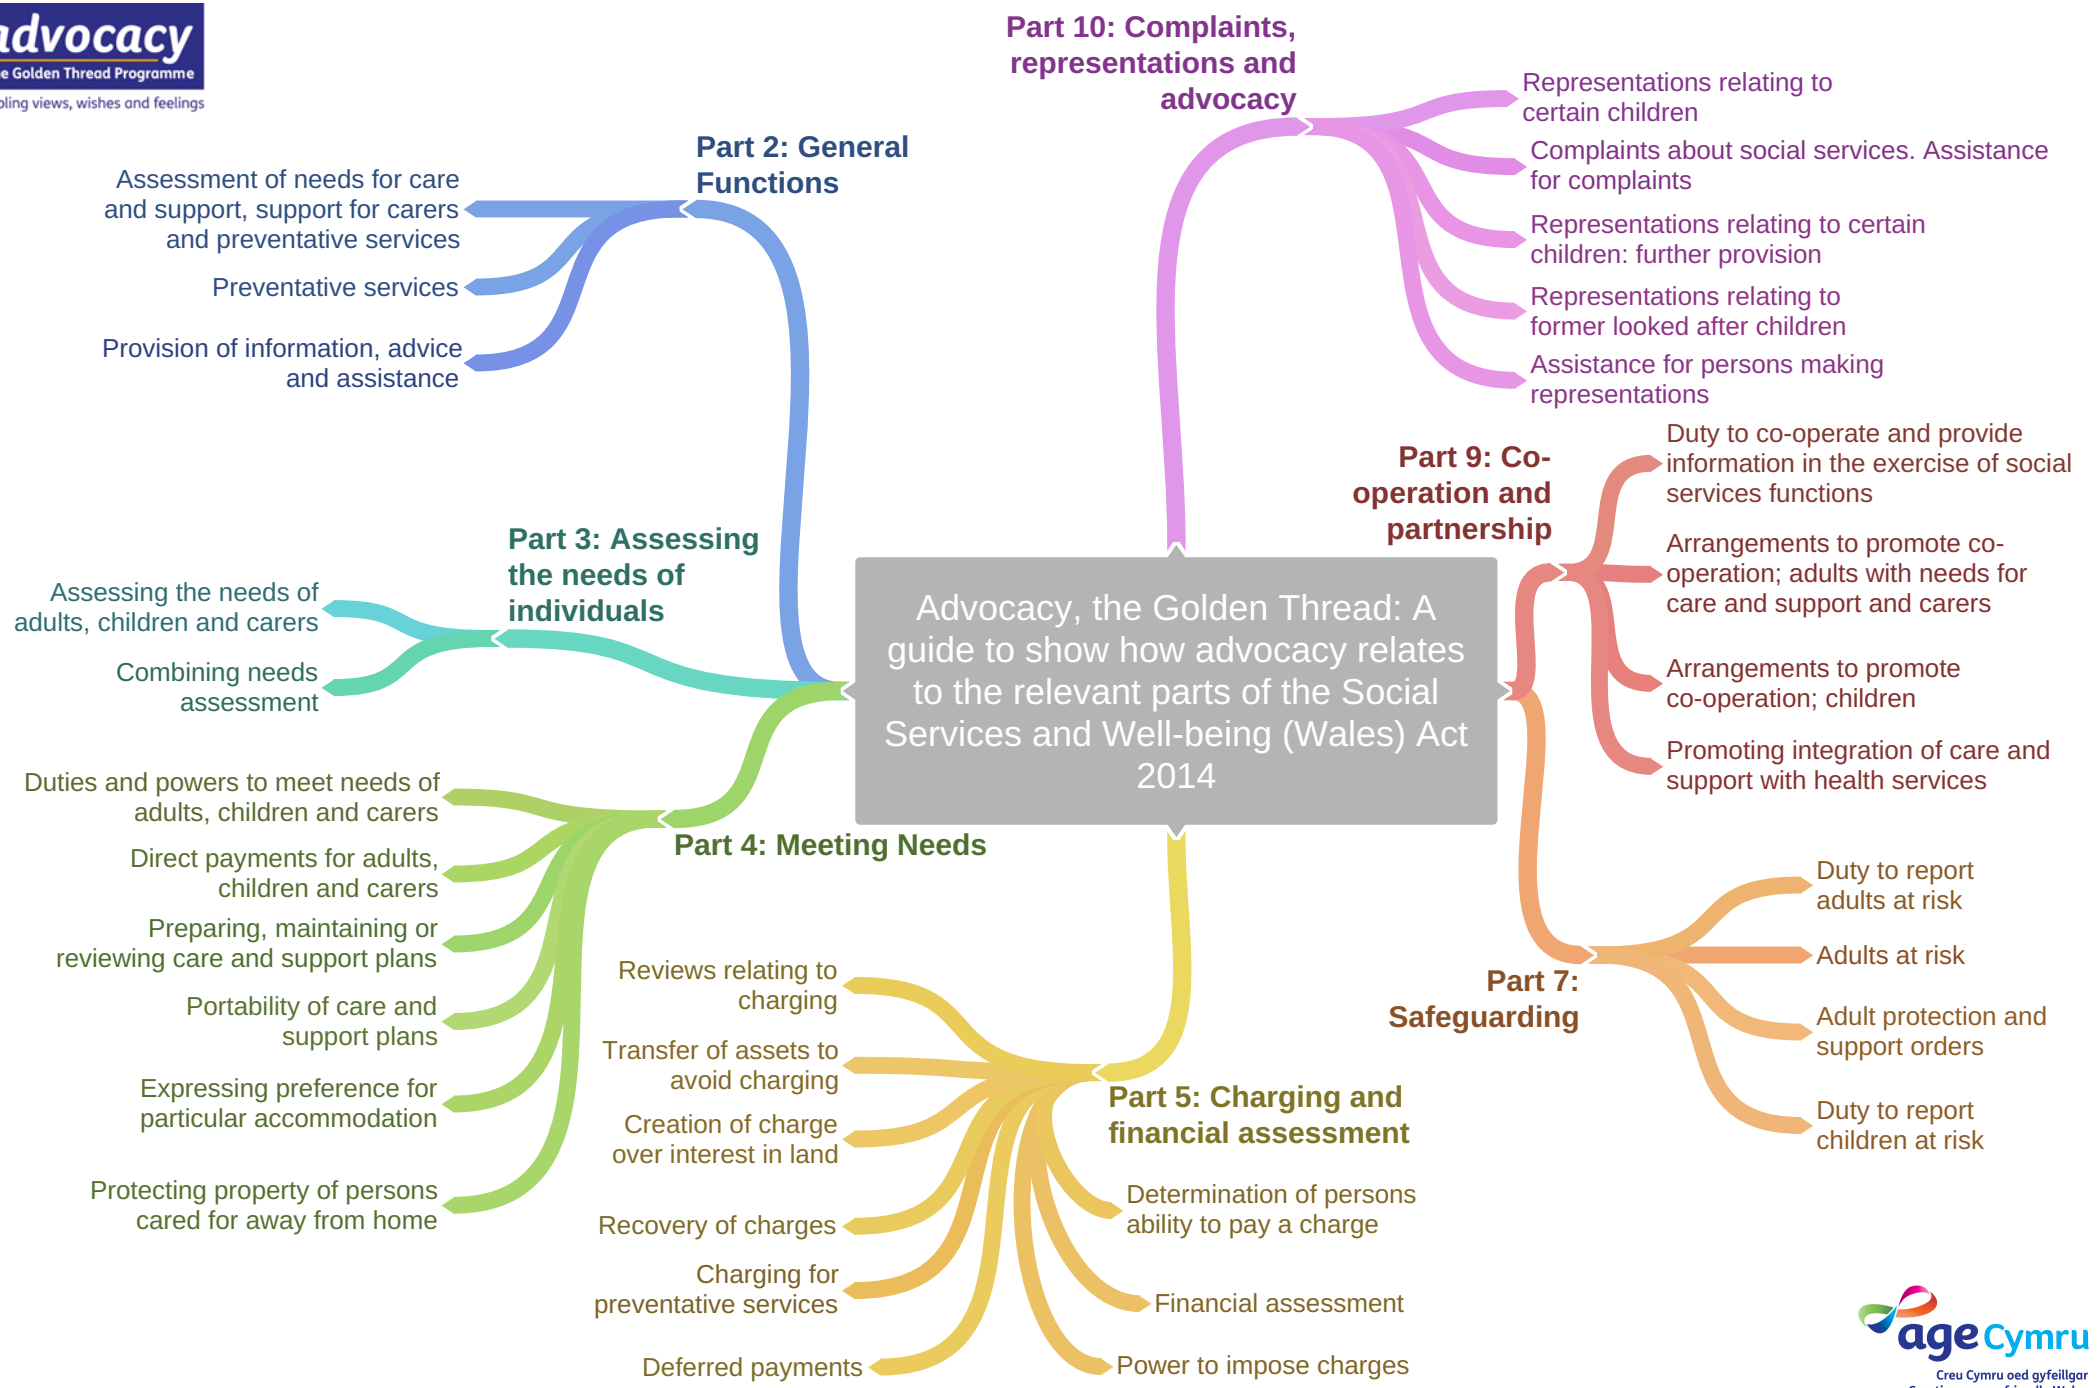 advocacy
Golden Thread Programme
views, wishes and feelings
Part 10: Complaints,
representations and
advocacy
Representations relating to
certain children
Complaints about social services. Assistance
for complaints
Representations relating to certain
children: further provision
Representations relating to
former looked after children
Assistance for persons making
representations
Part 2: General
Functions
Assessment of needs for care
and support, support for carers
and preventative services
Preventative services
Provision of information, advice
and assistance
Part 9: Co-
operation and
partnership
Duty to co-operate and provide
information in the exercise of social
services functions
Arrangements to promote co-
operation; adults with needs for
care and support and carers
Arrangements to promote
co-operation; children
Promoting integration of care and
support with health services
Part 3: Assessing
the needs of
individuals
Assessing the needs of
adults, children and carers
Combining needs
assessment
Advocacy, the Golden Thread: A
guide to show how advocacy relates
to the relevant parts of the Social
Services and Well-being (Wales) Act
2014
Part 4: Meeting Needs
Duties and powers to meet needs of
adults, children and carers
Direct payments for adults,
children and carers
Preparing, maintaining or
reviewing care and support plans
Portability of care and
support plans
Expressing preference for
particular accommodation
Protecting property of persons
cared for away from home
Part 7:
Safeguarding
Duty to report
adults at risk
Adults at risk
Adult protection and
support orders
Duty to report
children at risk
Part 5: Charging and
financial assessment
Reviews relating to
charging
Transfer of assets to
avoid charging
Creation of charge
over interest in land
Recovery of charges
Charging for
preventative services
Deferred payments
Determination of persons
ability to pay a charge
Financial assessment
Power to impose charges
age Cymru
Creu Cymru oed gyfeillgar